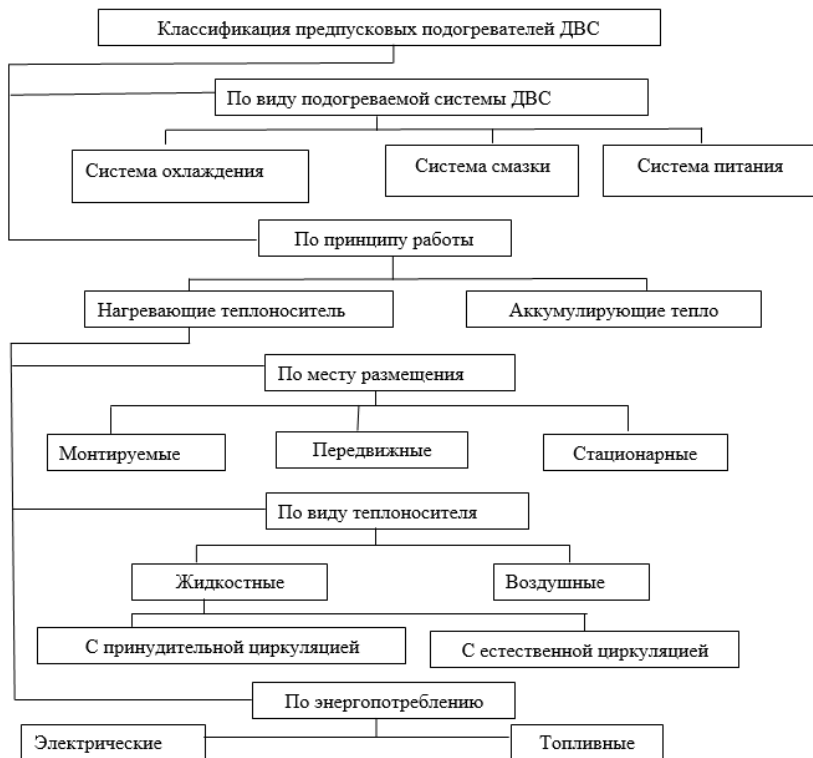 Классификация предпусковых подогревателей ДВС
По виду подогреваемой системы ДВС
Система охлаждения
Система смазки
Система питания
По принципу работы
Нагревающие теплоноситель
Аккумулирующие тепло
По месту размещения
Монтируемые
Передвижные
Стационарные
По виду теплоносителя
Жидкостные
Воздушные
С принудительной циркуляцией
С естественной циркуляцией
По энергопотреблению
Электрические
Топливные